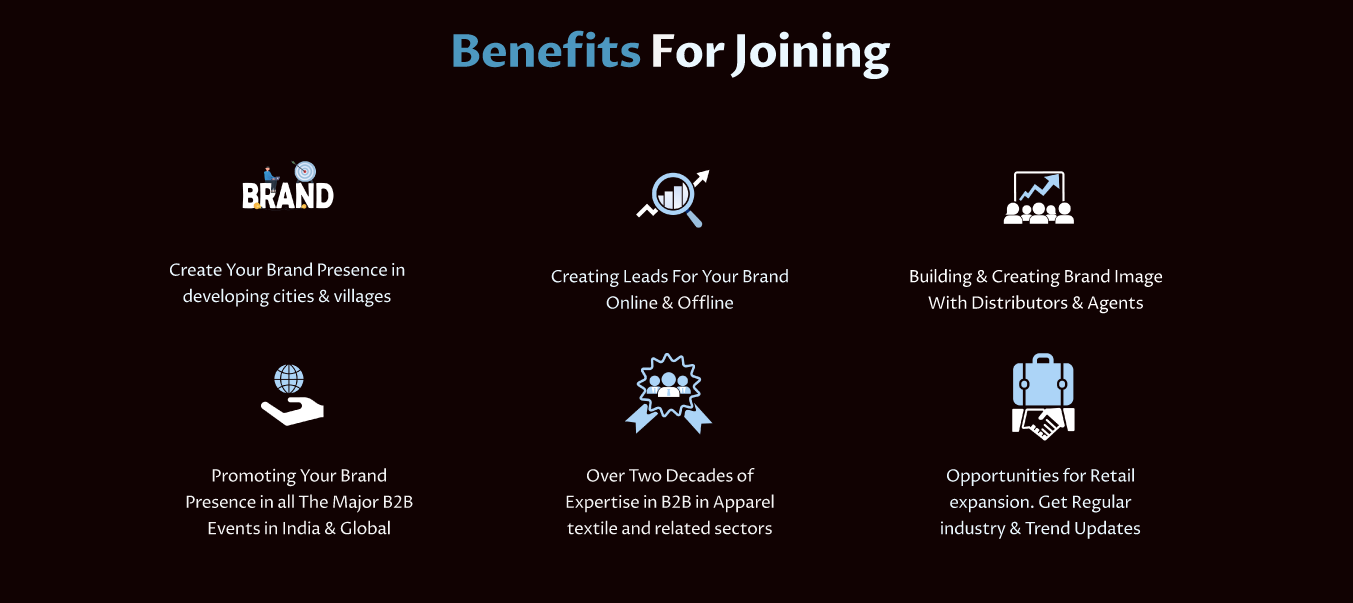 Benefits For Joining
BRAND
Create Your Brand Presence in
developing cities & villages
Creating Leads For Your Brand
Online & Offline
Building & Creating Brand Image
With Distributors & Agents
Promoting Your Brand
Presence in all The Major B2B
Events in India & Global
Over Two Decades of
Expertise in B2B in Apparel
textile and related sectors
Opportunities for Retail
expansion. Get Regular
industry & Trend Updates